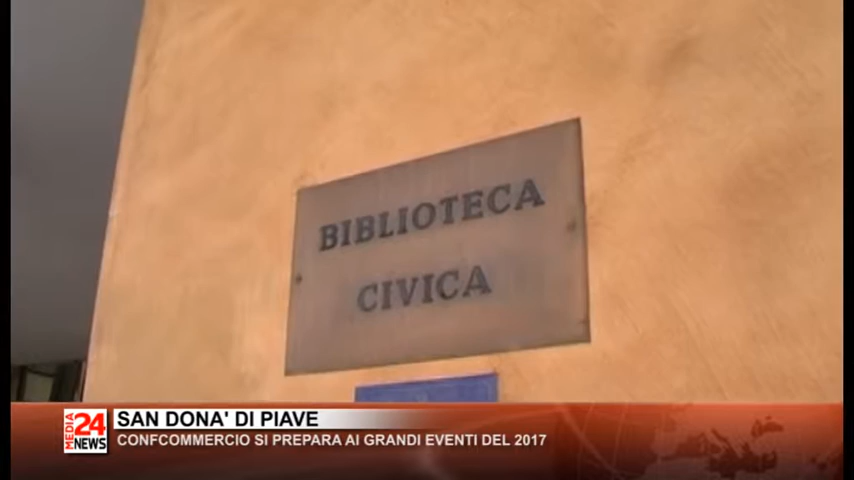 BIBLIOTECA
CIVICA
MEDIA
24
NEWS
SAN DONA' DI PIAVE
CONFCOMMERCIO SI PREPARA AI GRANDI EVENTI DEL 2017